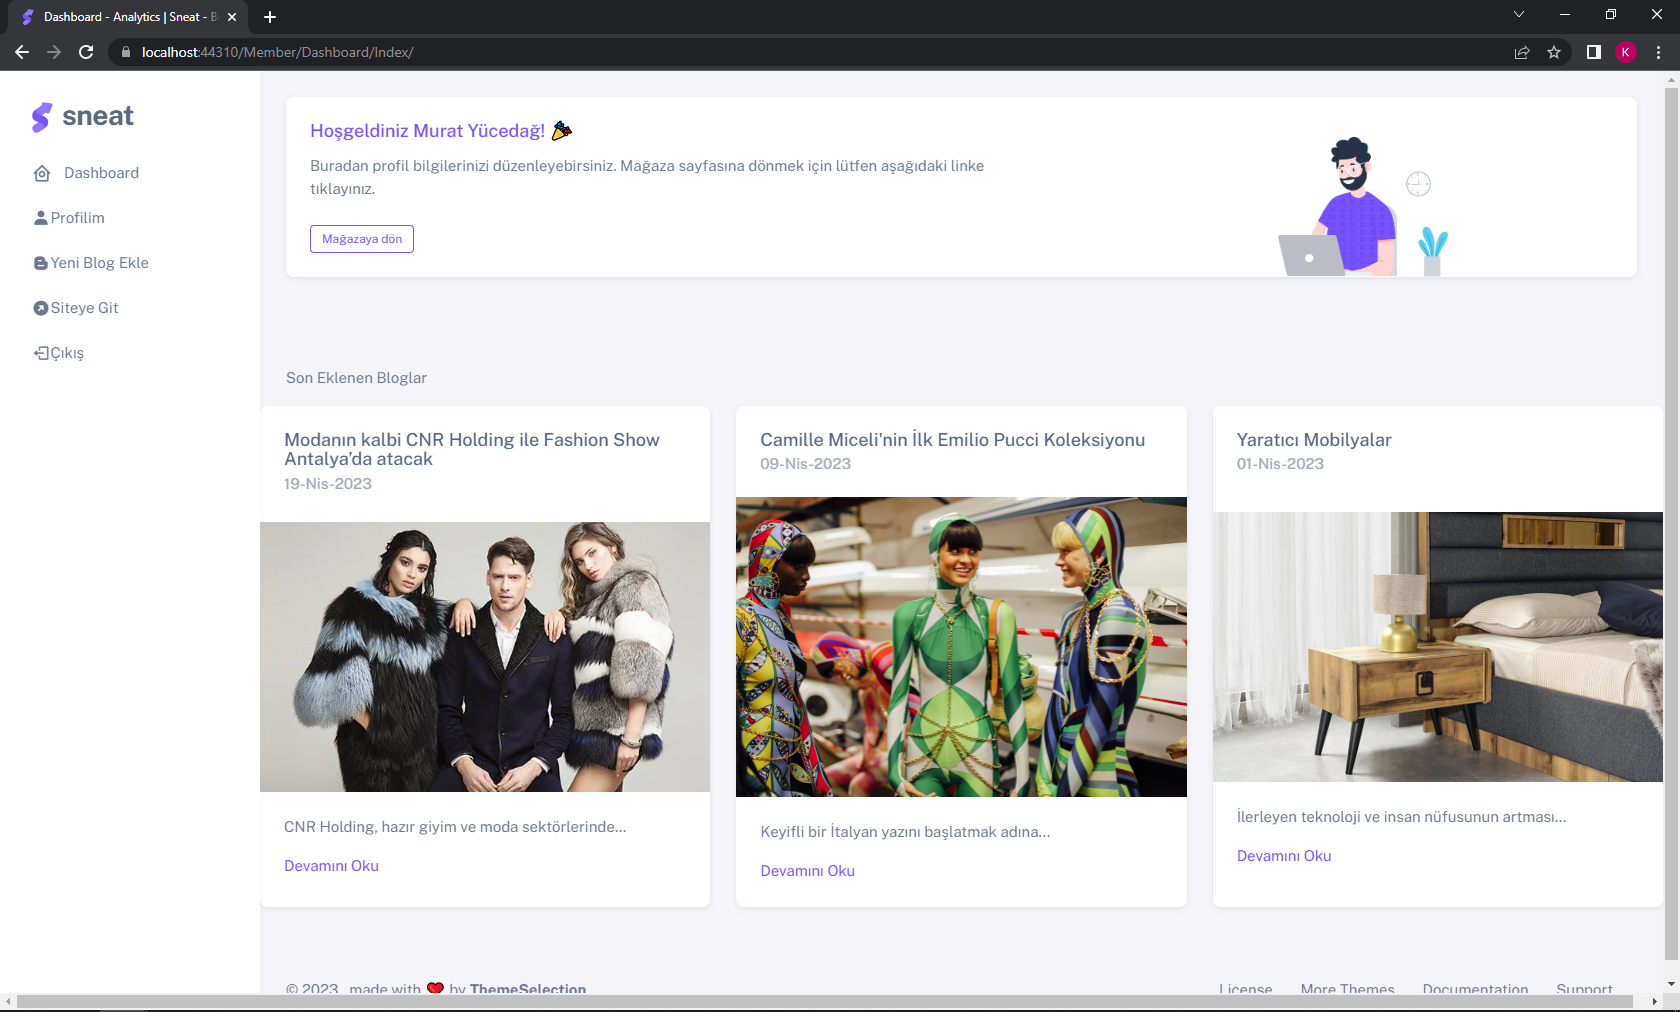 Dashboard - Analytics | Sneat - B
localhost:44310/Member/Dashboard/Index/
K
sneat
Dashboard
Profilim
Yeni Blog Ekle
Siteye Git
Çıkış
Hoşgeldiniz Murat Yücedağ!
Buradan profil bilgilerinizi düzenleyebirsiniz. Mağaza sayfasına dönmek için lütfen aşağıdaki linke
tıklayınız.
Mağazaya dön
Son Eklenen Bloglar
Modanın kalbi CNR Holding ile Fashion Show
Antalya’da atacak
19-Nis-2023
CNR Holding, hazır giyim ve moda sektörlerinde...
Devamını Oku
Camille Miceli'nin İlk Emilio Pucci Koleksiyonu
09-Nis-2023
Keyifli bir İtalyan yazını başlatmak adına...
Devamını Oku
Yaratıcı Mobilyalar
01-Nis-2023
İlerleyen teknoloji ve insan nüfusunun artması...
Devamını Oku
© 2023 , made with ❤️ by ThemeSelection
License More Themes Documentation Support